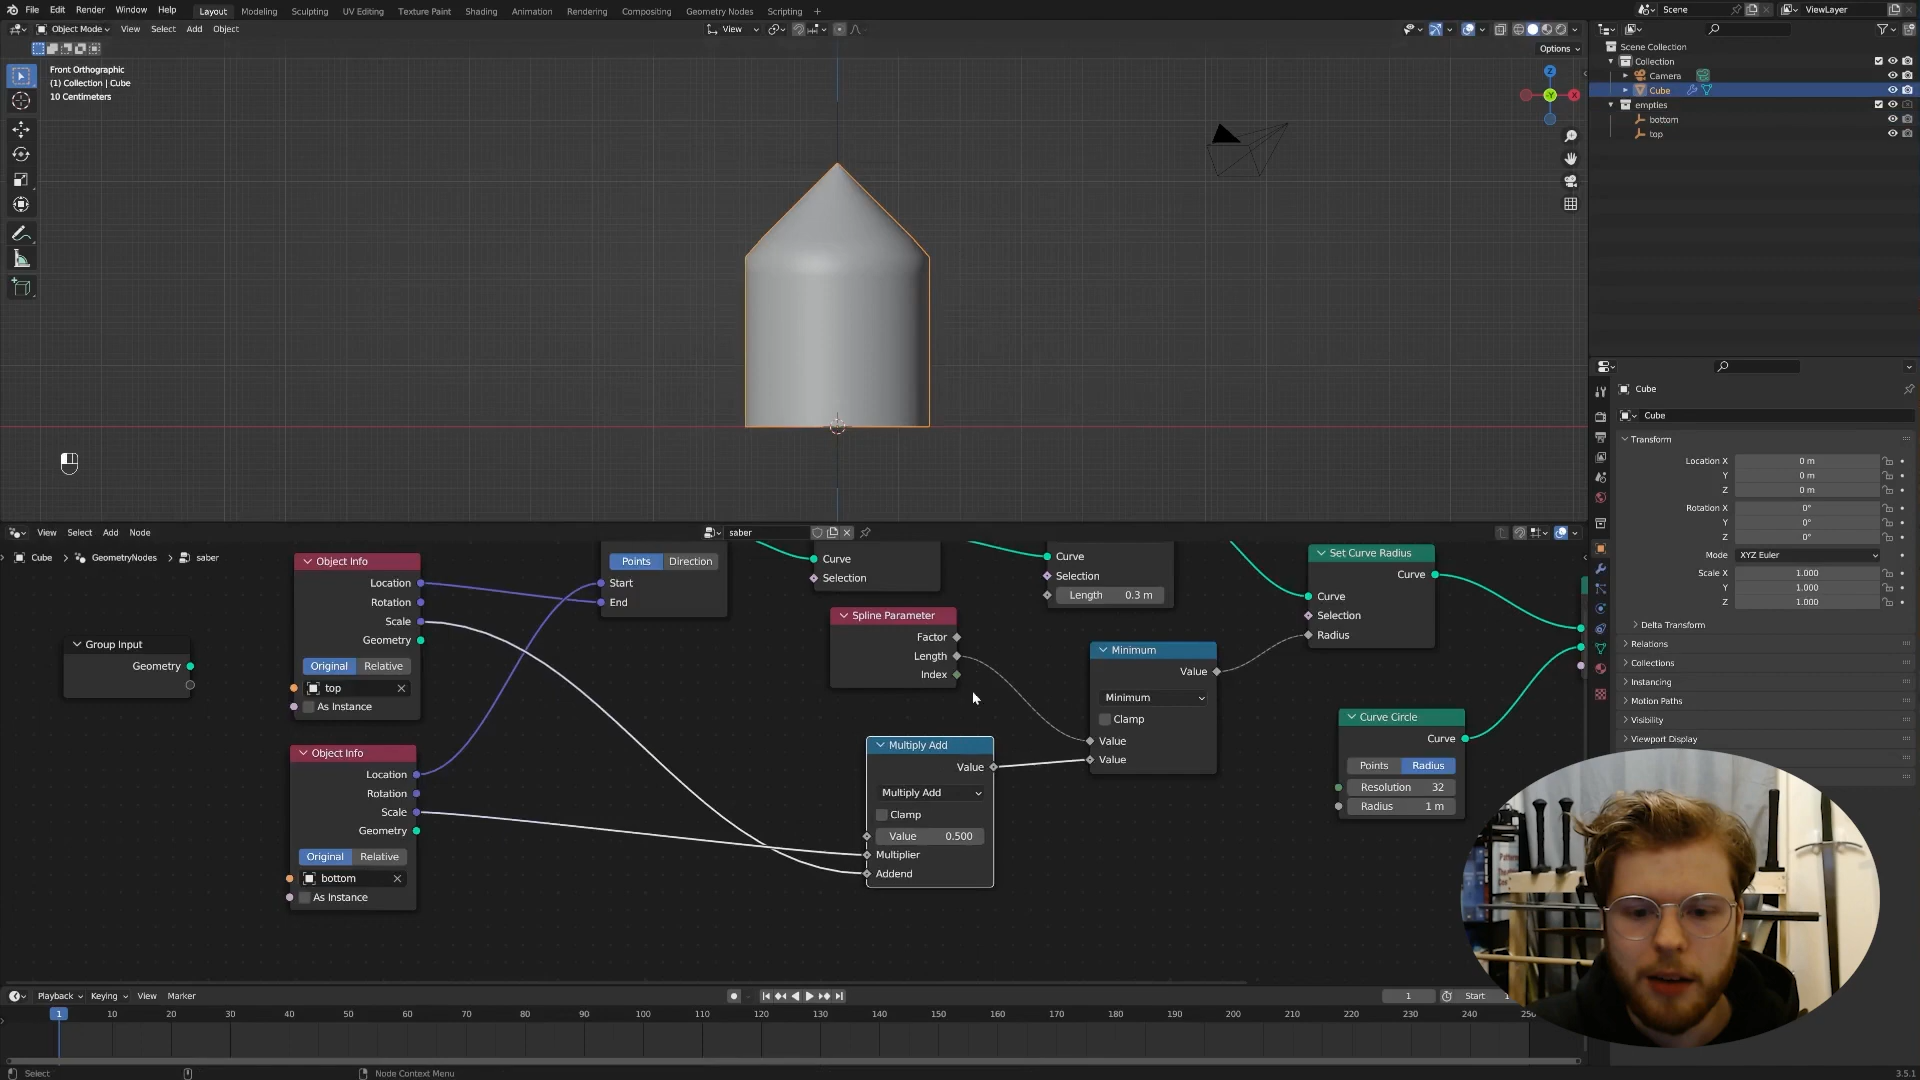 File Edit Render Window Help
Layout Modeling Sculpting UV Editing Texture Paint Shading Animation Rendering Compositing Geometry Nodes Scripting +
Scene
ViewLayer
Object Mode View Select Add Object
View
Options
Front Orthographic
(1) Collection | Cube
10 Centimeters
Z
X
-Y
Scene Collection
Collection
Camera
Cube
empties
bottom
top
Cube
Cube
Transform
Location X 0 m
Y 0 m
Z 0 m
Rotation X 0°
Y 0°
Z 0°
Mode XYZ Euler
Scale X 1.000
Y 1.000
Z 1.000
Delta Transform
Relations
Collections
Instancing
Motion Paths
Visibility
Viewport Display
View Select Add Node
saber
Cube > GeometryNodes > saber
Group Input
Geometry
Object Info
Location
Rotation
Scale
Geometry
Original Relative
top
As Instance
Object Info
Location
Rotation
Scale
Geometry
Original Relative
bottom
As Instance
Points Direction
Start
End
Curve
Selection
Spline Parameter
Factor
Length
Index
Multiply Add
Value
Multiply Add
Clamp
Value 0.500
Multiplier
Addend
Curve
Selection
Length 0.3 m
Minimum
Value
Minimum
Clamp
Value
Value
Set Curve Radius
Curve
Curve
Selection
Radius
Curve Circle
Curve
Points Radius
Resolution 32
Radius 1 m
Playback Keying View Marker
1
Start
1 10 20 30 40 50 60 70 80 90 100 110 120 130 140 150 160 170 180 190 200 210 220 230 240 250
Select
Node Context Menu
3.5.1